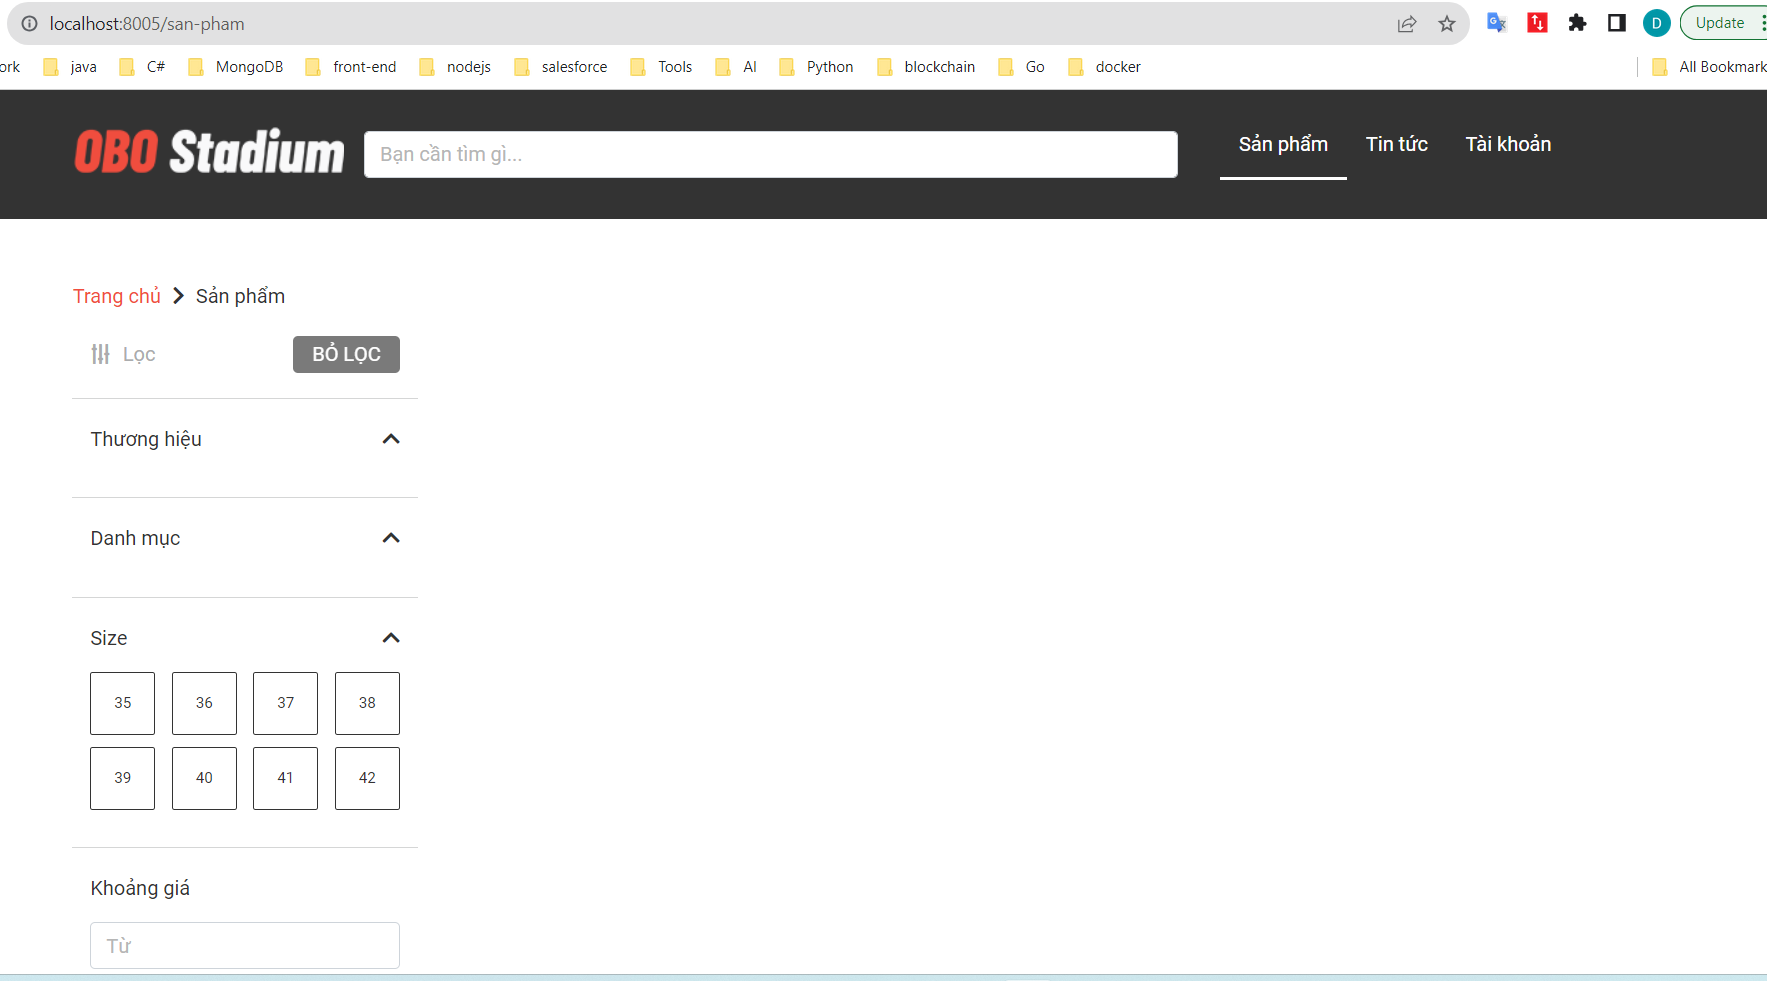 localhost:8005/san-pham
D
Update
ork java C# MongoDB front-end nodejs salesforce Tools AI Python blockchain Go docker All Bookmark
OBO Stadium
Bạn cần tìm gì...
Sản phẩm Tin tức Tài khoản
Trang chủ Sản phẩm
Lọc BỎ LỌC
Thương hiệu
Danh mục
Size
35 36 37 38
39 40 41 42
Khoảng giá
Từ